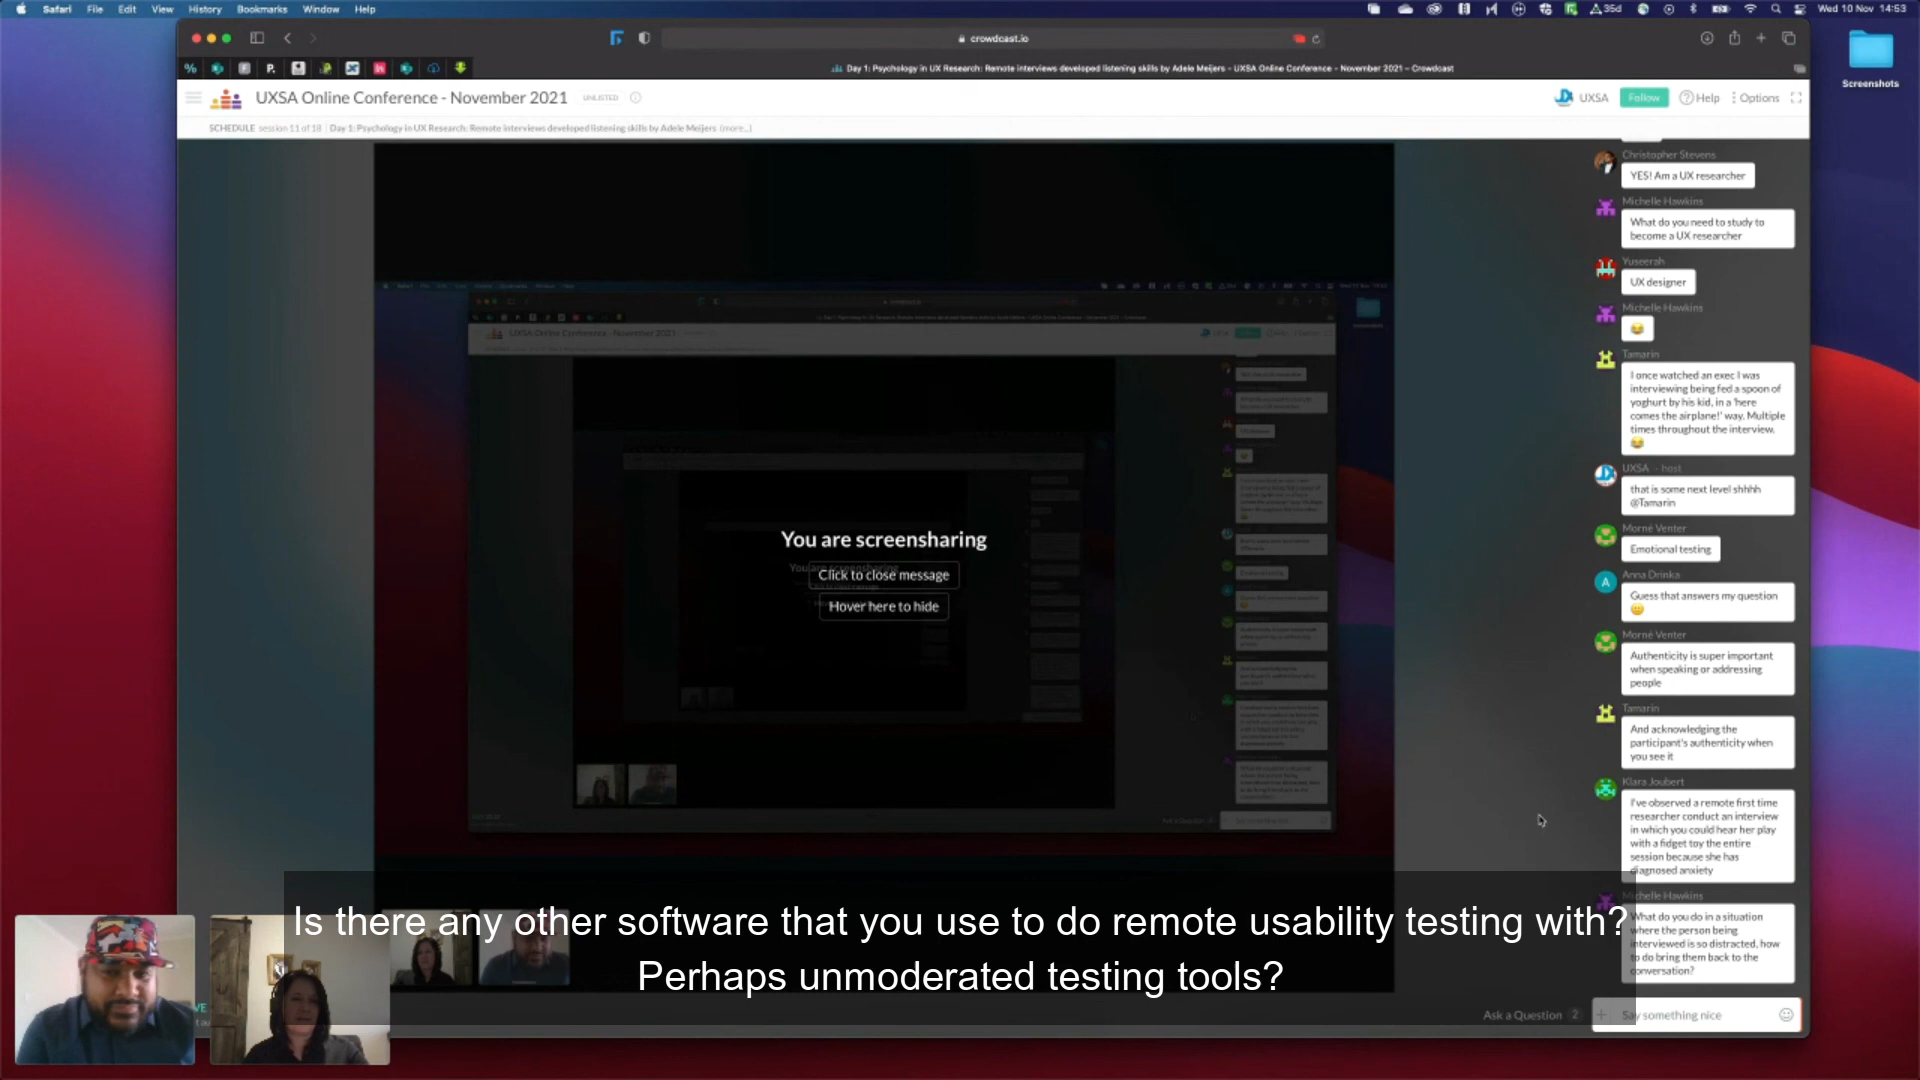 Safari File Edit View History Bookmarks Window Help
35d
Wed 10 Nov 14:53
crowdcast.io
Day 1: Psychology in UX Research: Remote interviews developed listening skills by Adele Meijers - UXSA Online Conference - November 2021 – Crowdcast
Screenshots
UXSA Online Conference - November 2021 UNLISTED
UXSA Follow Help Options
SCHEDULE session 11 of 18 | Day 1: Psychology in UX Research: Remote interviews developed listening skills by Adele Meijers (more...)
Christopher Stevens
YES! Am a UX researcher
Michelle Hawkins
What do you need to study to
become a UX researcher
Yuseerah
UX designer
Michelle Hawkins
😂
Tamarin
I once watched an exec I was
interviewing being fed a spoon of
yoghurt by his kid, in a 'here
comes the airplane!' way. Multiple
times throughout the interview.
😂
UXSA - host
that is some next level shhhh
@Tamarin
Morné Venter
Emotional testing
Anna Drinka
Guess that answers my question
Morné Venter
Authenticity is super important
when speaking or addressing
people
Tamarin
And acknowledging the
participant's authenticity when
you see it
Klara Joubert
I've observed a remote first time
researcher conduct an interview
in which you could hear her play
with a fidget toy the entire
session because she has
diagnosed anxiety
Michelle Hawkins
What do you do in a situation
where the person being
interviewed is so distracted, how
to do bring them back to the
conversation?
UXSA Online Conference - November 2021
You are screensharing
Click to close message
Hover here to hide
Is there any other software that you use to do remote usability testing with?
Perhaps unmoderated testing tools?
Ask a Question 2
Say something nice